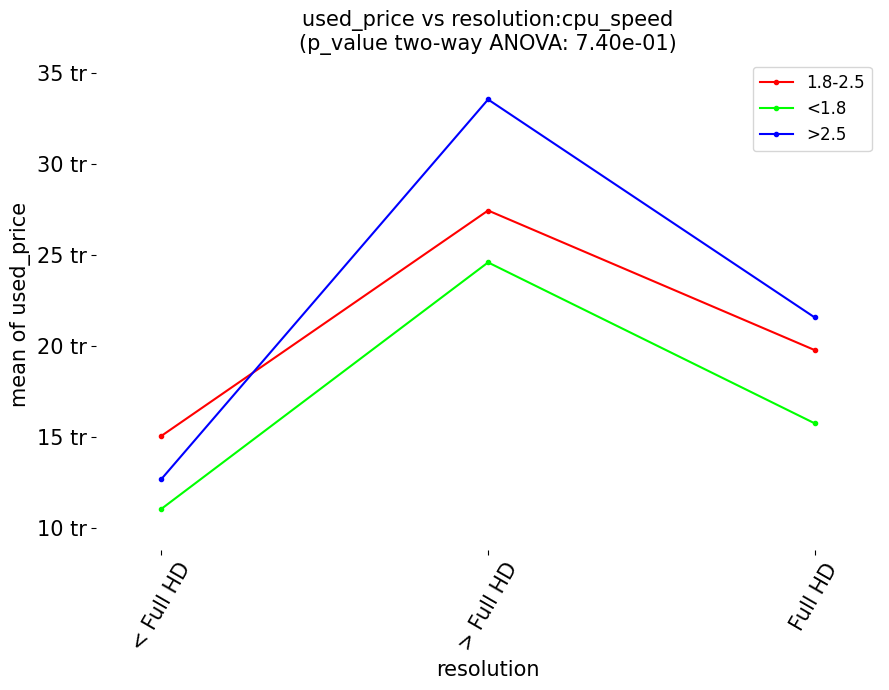 used_price vs resolution:cpu_speed
(p_value two-way ANOVA: 7.40e-01)
1.8-2.5
<1.8
>2.5
mean of used_price
35 tr
30 tr
25 tr
20 tr
15 tr
10 tr
< Full HD
> Full HD
Full HD
resolution